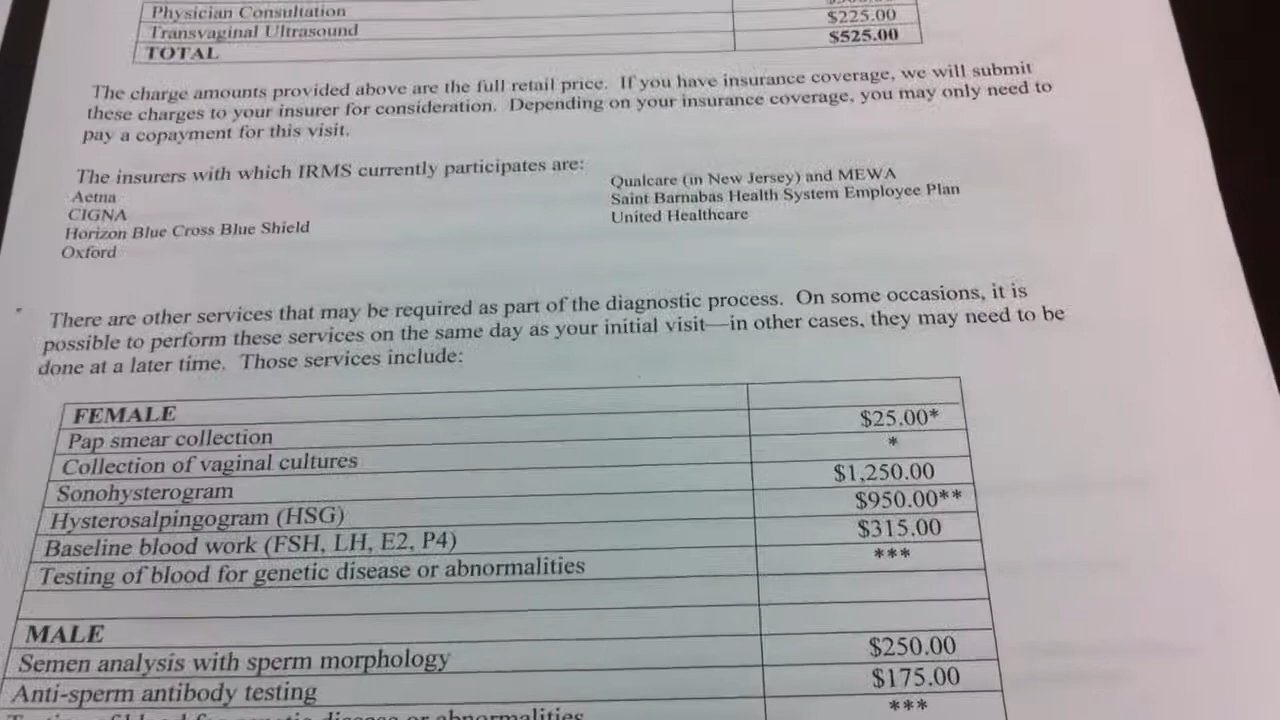 Physician Consultation
Transvaginal Ultrasound $225.00
TOTAL $525.00
The charge amounts provided above are the full retail price. If you have insurance coverage, we will submit
these charges to your insurer for consideration. Depending on your insurance coverage, you may only need to
pay a copayment for this visit.
The insurers with which IRMS currently participates are:
Aetna
CIGNA
Horizon Blue Cross Blue Shield
Oxford
Qualcare (in New Jersey) and MEWA
Saint Barnabas Health System Employee Plan
United Healthcare
There are other services that may be required as part of the diagnostic process. On some occasions, it is
possible to perform these services on the same day as your initial visit—in other cases, they may need to be
done at a later time. Those services include:
FEMALE
Pap smear collection $25.00*
Collection of vaginal cultures *
Sonohysterogram $1,250.00
Hysterosalpingogram (HSG) $950.00**
Baseline blood work (FSH, LH, E2, P4) $315.00
Testing of blood for genetic disease or abnormalities ***
MALE
Semen analysis with sperm morphology $250.00
Anti-sperm antibody testing $175.00
Testing of blood for genetic disease or abnormalities ***